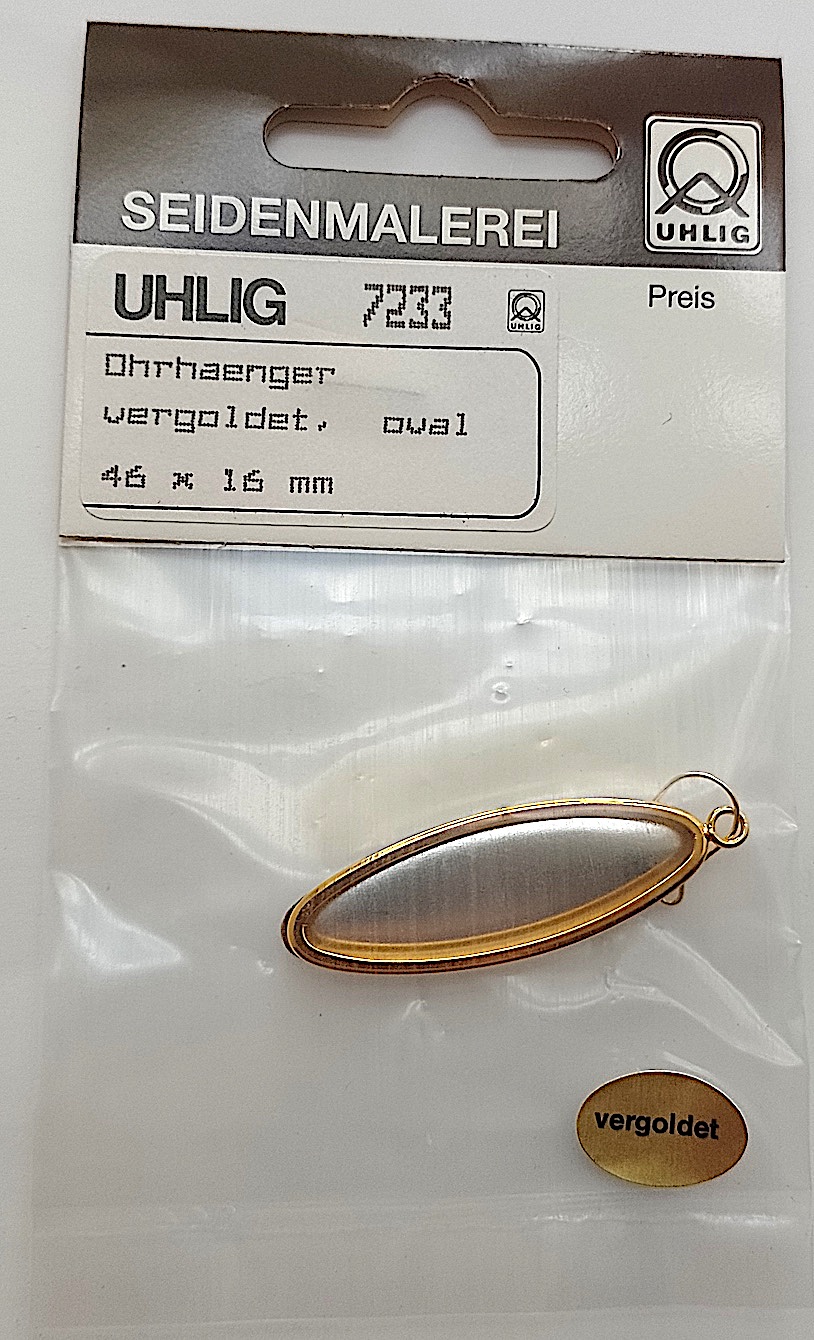 SEIDENMALEREI
UHLIG
UHLIG 7233 UHLIG
Preis
Ohrhaenger
vergoldet, oval
46 x 16 mm
vergoldet